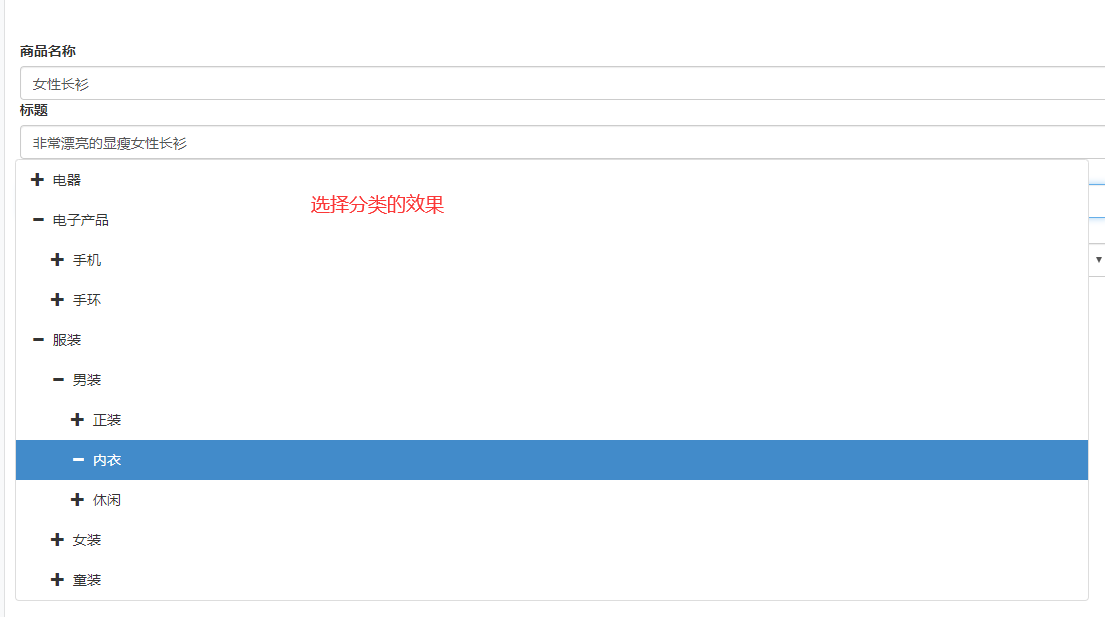 商品名称
女性长衫
标题
非常漂亮的显瘦女性长衫
电器
选择分类的效果
电子产品
手机
手环
服装
男装
正装
内衣
休闲
女装
童装